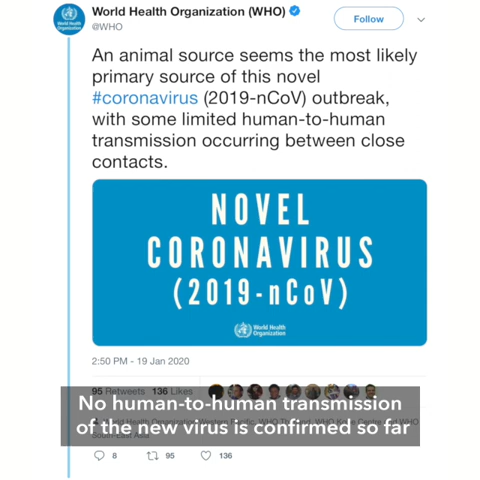 World Health Organization (WHO)
@WHO
Follow
An animal source seems the most likely
primary source of this novel
#coronavirus (2019-nCoV) outbreak,
with some limited human-to-human
transmission occurring between close
contacts.
NOVEL
CORONAVIRUS
(2019-nCoV)
World Health
Organization
2:50 PM - 19 Jan 2020
95 Retweets 136 Likes
No human-to-human transmission
of the new virus is confirmed so far
South-East Asia
8 95 136